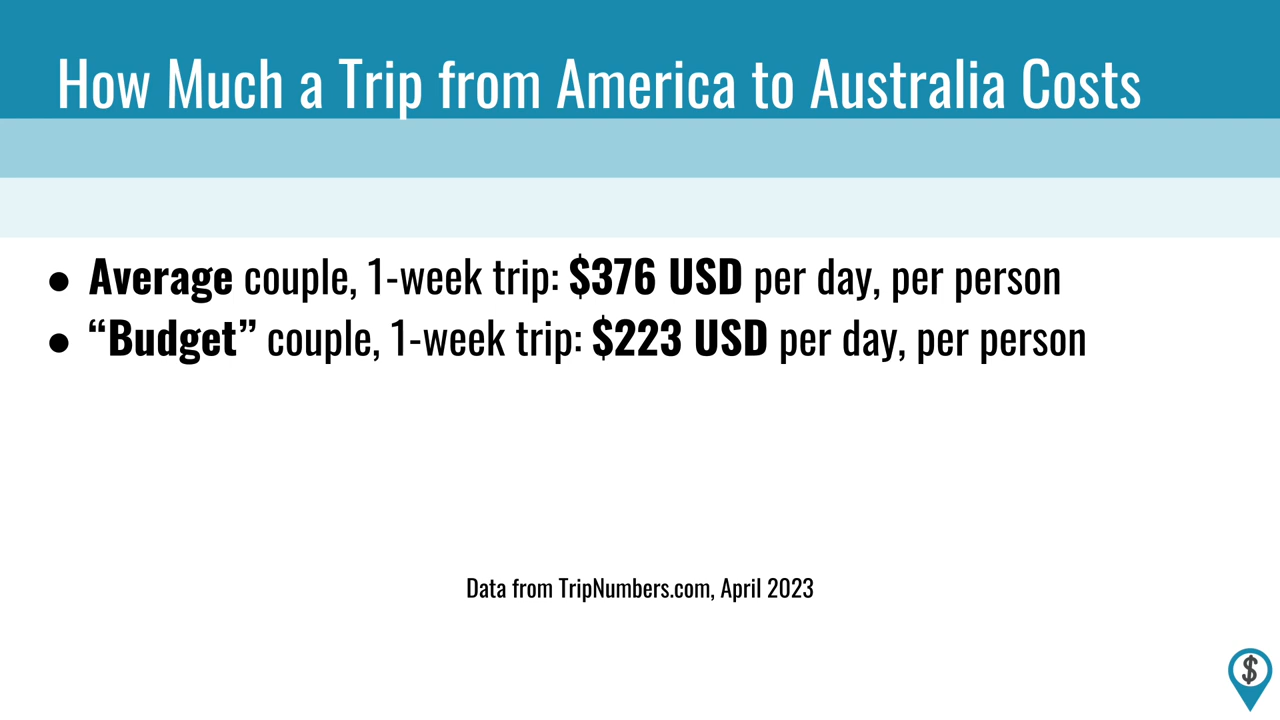 How Much a Trip from America to Australia Costs
● Average couple, 1-week trip: $376 USD per day, per person
● “Budget” couple, 1-week trip: $223 USD per day, per person
Data from TripNumbers.com, April 2023
$